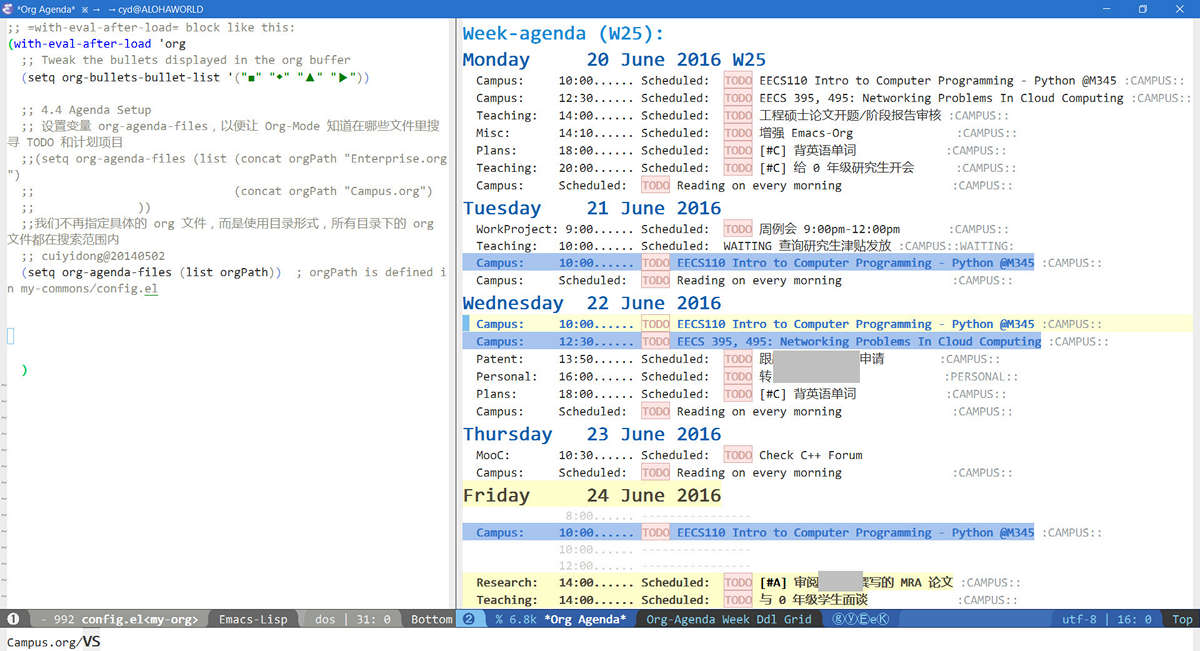 *Org Agenda* ※ → → cyd@ALOHAWORLD
;; =with-eval-after-load= block like this:
(with-eval-after-load 'org
;; Tweak the bullets displayed in the org buffer
(setq org-bullets-bullet-list '("■" "◆" "▲" "▶"))
;; 4.4 Agenda Setup
;; 设置变量 org-agenda-files，以便让 Org-Mode 知道在哪些文件里搜
寻 TODO 和计划项目
;;(setq org-agenda-files (list (concat orgPath "Enterprise.org
")
;; (concat orgPath "Campus.org")
;; ))
;;我们不再指定具体的 org 文件，而是使用目录形式，所有目录下的 org
文件都在搜索范围内
;; cuiyidong@20140502
(setq org-agenda-files (list orgPath)) ; orgPath is defined i
n my-commons/config.el
)
❶ - 992 config.el<my-org> Emacs-Lisp dos | 31: 0 Bottom
Week-agenda (W25):
Monday 20 June 2016 W25
Campus: 10:00...... Scheduled: TODO EECS110 Intro to Computer Programming - Python @M345 :CAMPUS::
Campus: 12:30...... Scheduled: TODO EECS 395, 495: Networking Problems In Cloud Computing :CAMPUS::
Teaching: 14:00...... Scheduled: TODO 工程硕士论文开题/阶段报告审核 :CAMPUS::
Misc: 14:10...... Scheduled: TODO 增强 Emacs-Org :CAMPUS::
Plans: 18:00...... Scheduled: TODO [#C] 背英语单词 :CAMPUS::
Teaching: 20:00...... Scheduled: TODO [#C] 给 0 年级研究生开会 :CAMPUS::
Campus: Scheduled: TODO Reading on every morning :CAMPUS::
Tuesday 21 June 2016
WorkProject: 9:00...... Scheduled: TODO 周例会 9:00pm-12:00pm :CAMPUS::
Teaching: 10:00...... Scheduled: WAITING 查询研究生津贴发放 :CAMPUS::WAITING:
Campus: 10:00...... TODO EECS110 Intro to Computer Programming - Python @M345 :CAMPUS::
Campus: Scheduled: TODO Reading on every morning :CAMPUS::
Wednesday 22 June 2016
Campus: 10:00...... TODO EECS110 Intro to Computer Programming - Python @M345 :CAMPUS::
Campus: 12:30...... TODO EECS 395, 495: Networking Problems In Cloud Computing :CAMPUS::
Patent: 13:50...... Scheduled: TODO 跟 申请 :CAMPUS::
Personal: 16:00...... Scheduled: TODO 转 :PERSONAL::
Plans: 18:00...... Scheduled: TODO [#C] 背英语单词 :CAMPUS::
Campus: Scheduled: TODO Reading on every morning :CAMPUS::
Thursday 23 June 2016
MooC: 10:30...... Scheduled: TODO Check C++ Forum
Campus: Scheduled: TODO Reading on every morning :CAMPUS::
Friday 24 June 2016
8:00...... ----------------
Campus: 10:00...... TODO EECS110 Intro to Computer Programming - Python @M345 :CAMPUS::
10:00...... ----------------
12:00...... ----------------
Research: 14:00...... Scheduled: TODO [#A] 审阅 撰写的 MRA 论文 :CAMPUS::
Teaching: 14:00...... Scheduled: TODO 与 0 年级学生面谈 :CAMPUS::
❷ % 6.8k *Org Agenda* Org-Agenda Week Ddl Grid ⓖⓨⒺⓔⓀ utf-8 | 16: 0 Top
Campus.org/VS